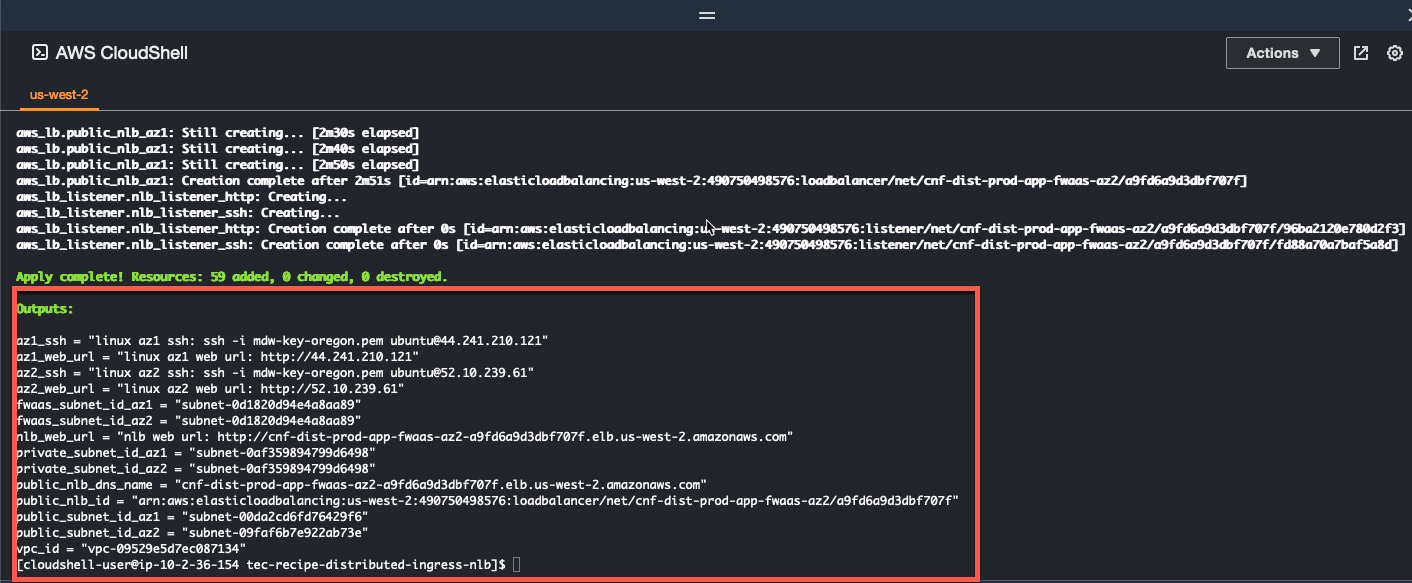 AWS CloudShell
Actions
us-west-2
aws_lb.public_nlb_az1: Still creating... [2m30s elapsed]
aws_lb.public_nlb_az1: Still creating... [2m40s elapsed]
aws_lb.public_nlb_az1: Still creating... [2m50s elapsed]
aws_lb.public_nlb_az1: Creation complete after 2m51s [id=arn:aws:elasticloadbalancing:us-west-2:490750498576:loadbalancer/net/cnf-dist-prod-app-fwaas-az2/a9fd6a9d3dbf707f]
aws_lb_listener.nlb_listener_http: Creating...
aws_lb_listener.nlb_listener_ssh: Creating...
aws_lb_listener.nlb_listener_http: Creation complete after 0s [id=arn:aws:elasticloadbalancing:us-west-2:490750498576:listener/net/cnf-dist-prod-app-fwaas-az2/a9fd6a9d3dbf707f/96ba2120e780d2f3]
aws_lb_listener.nlb_listener_ssh: Creation complete after 0s [id=arn:aws:elasticloadbalancing:us-west-2:490750498576:listener/net/cnf-dist-prod-app-fwaas-az2/a9fd6a9d3dbf707f/fd88a70a7baf5a8d]
Apply complete! Resources: 59 added, 0 changed, 0 destroyed.
Outputs:
az1_ssh = "linux az1 ssh: ssh -i mdw-key-oregon.pem ubuntu@44.241.210.121"
az1_web_url = "linux az1 web url: http://44.241.210.121"
az2_ssh = "linux az2 ssh: ssh -i mdw-key-oregon.pem ubuntu@52.10.239.61"
az2_web_url = "linux az2 web url: http://52.10.239.61"
fwaas_subnet_id_az1 = "subnet-0d1820d94e4a8aa89"
fwaas_subnet_id_az2 = "subnet-0d1820d94e4a8aa89"
nlb_web_url = "nlb web url: http://cnf-dist-prod-app-fwaas-az2-a9fd6a9d3dbf707f.elb.us-west-2.amazonaws.com"
private_subnet_id_az1 = "subnet-0af359894799d6498"
private_subnet_id_az2 = "subnet-0af359894799d6498"
public_nlb_dns_name = "cnf-dist-prod-app-fwaas-az2-a9fd6a9d3dbf707f.elb.us-west-2.amazonaws.com"
public_nlb_id = "arn:aws:elasticloadbalancing:us-west-2:490750498576:loadbalancer/net/cnf-dist-prod-app-fwaas-az2/a9fd6a9d3dbf707f"
public_subnet_id_az1 = "subnet-00da2cd6fd76429f6"
public_subnet_id_az2 = "subnet-09faf6b7e922ab73e"
vpc_id = "vpc-09529e5d7ec087134"
[cloudshell-user@ip-10-2-36-154 tec-recipe-distributed-ingress-nlb]$